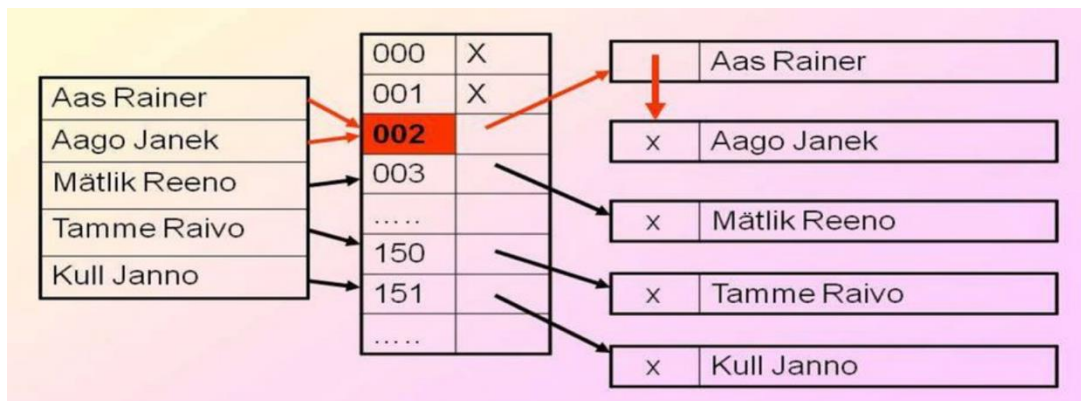 Aas Rainer
Aago Janek
Mätlik Reeno
Tamme Raivo
Kull Janno
000 X
001 X
002
003
.....
150
151
.....
Aas Rainer
x Aago Janek
x Mätlik Reeno
x Tamme Raivo
x Kull Janno